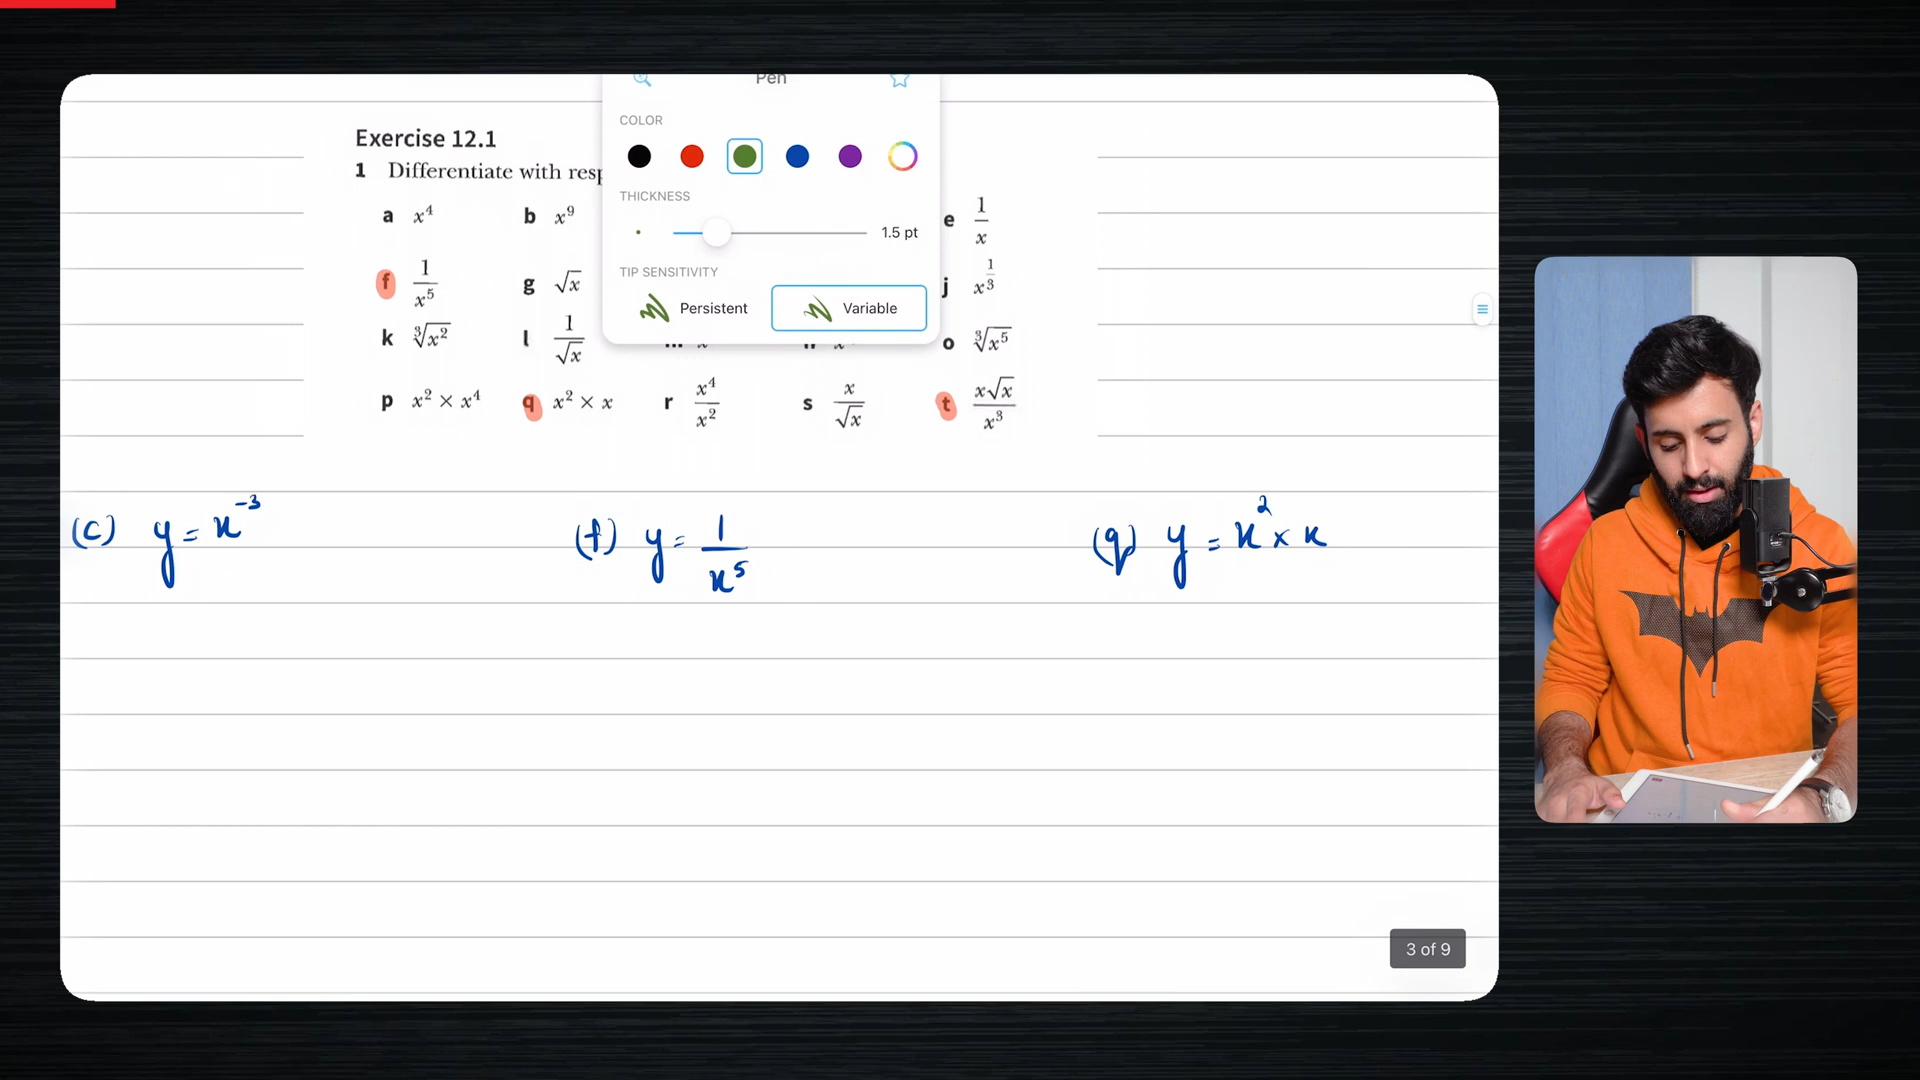 Pen
COLOR
Exercise 12.1
1 Differentiate with resp
THICKNESS
1.5 pt
a x⁴ b x⁹ e 1/x
TIP SENSITIVITY
Persistent Variable
f 1/x⁵ g √x j x^(1/3)
k ∛x² l 1/√x o ∛x⁵
p x² × x⁴ q x² × x r x⁴/x² s x/√x t x√x/x³
(c) y = x⁻³ (f) y = 1/x⁵ (q) y = x² × x
3 of 9